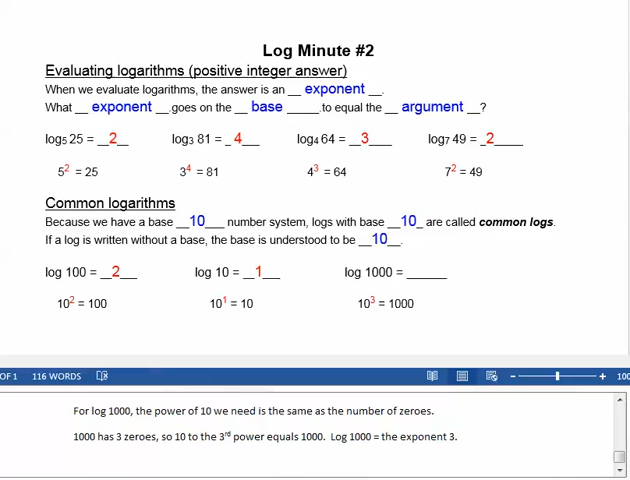 Log Minute #2
Evaluating logarithms (positive integer answer)
When we evaluate logarithms, the answer is an __ exponent __.
What __ exponent __.goes on the __ base _____.to equal the __ argument __?
log₅ 25 = __2__ log₃ 81 = _4___ log₄ 64 = __3____ log₇ 49 = _2_____
5² = 25 3⁴ = 81 4³ = 64 7² = 49
Common logarithms
Because we have a base __10___ number system, logs with base __10_ are called common logs.
If a log is written without a base, the base is understood to be __10__.
log 100 = __2___ log 10 = __1___ log 1000 = ______
10² = 100 10¹ = 10 10³ = 1000
OF 1 116 WORDS 100
For log 1000, the power of 10 we need is the same as the number of zeroes.
1000 has 3 zeroes, so 10 to the 3rd power equals 1000. Log 1000 = the exponent 3.